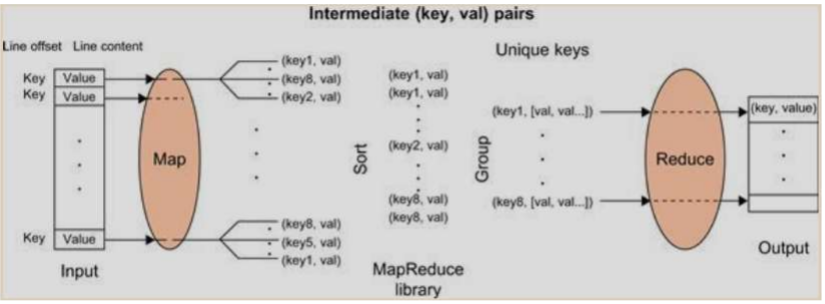 Intermediate (key, val) pairs
Line offset Line content
Key Value
Key Value
Key Value
Input
Map
(key1, val)
(key8, val)
(key2, val)
(key8, val)
(key5, val)
(key1, val)
Sort
(key1, val)
(key1, val)
(key2, val)
(key8, val)
(key8, val)
MapReduce
library
Group
Unique keys
(key1, [val, val...])
(key8, [val, val...])
Reduce
(key, value)
Output